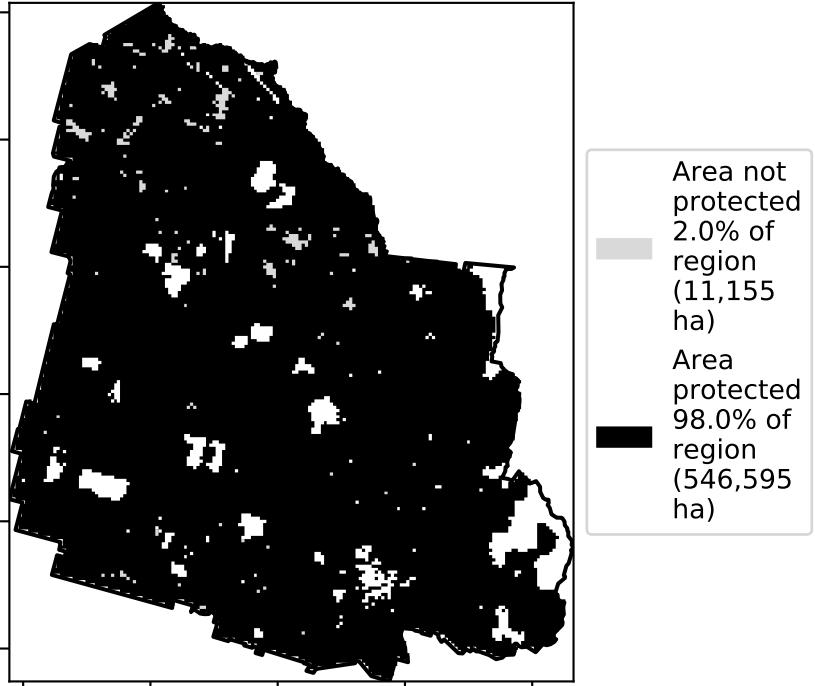 Area not
protected
2.0% of
region
(11,155
ha)
Area
protected
98.0% of
region
(546,595
ha)